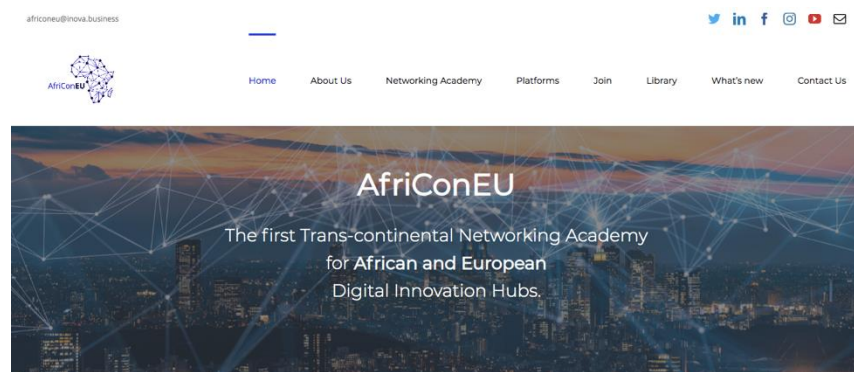 africoneu@inova.business
AfriConEU
Home About Us Networking Academy Platforms Join Library What's new Contact Us
AfriConEU
The first Trans-continental Networking Academy
for African and European
Digital Innovation Hubs.